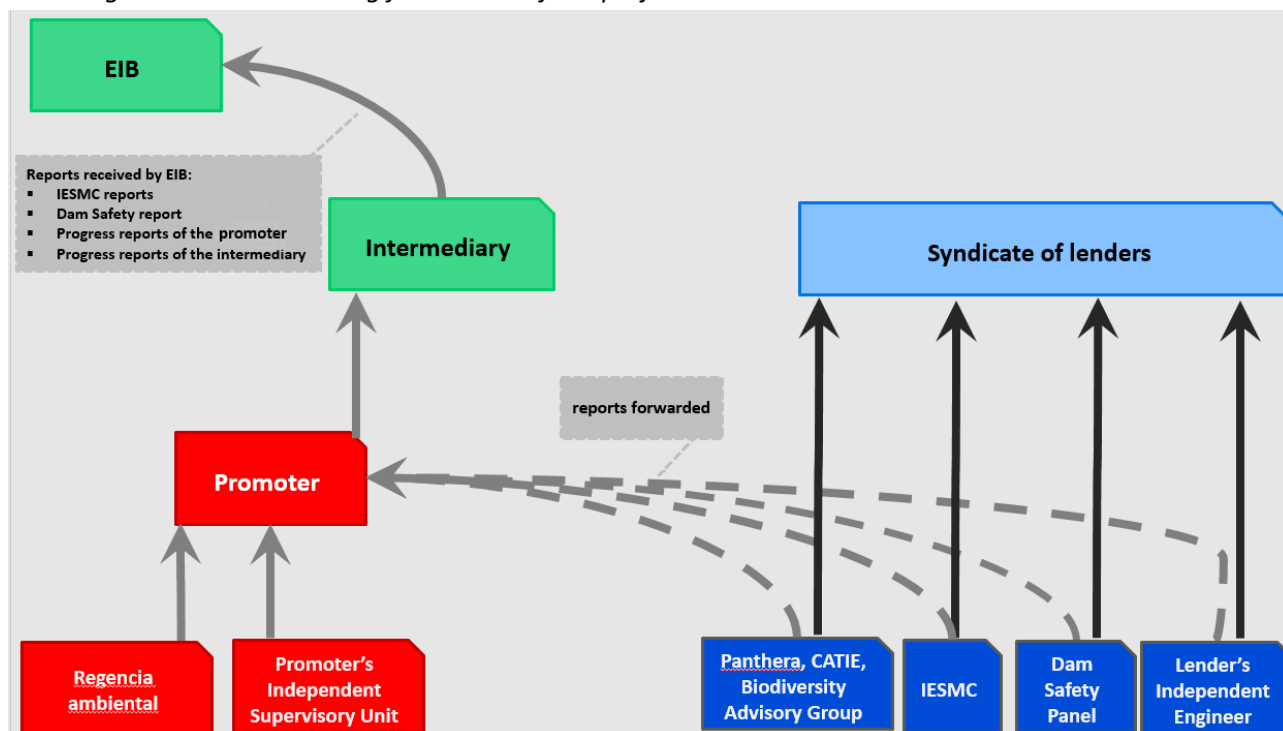 EIB
Reports received by EIB:
▪ IESMC reports
▪ Dam Safety report
▪ Progress reports of the promoter
▪ Progress reports of the intermediary
Intermediary
Syndicate of lenders
reports forwarded
Promoter
Regencia
ambiental
Promoter's
Independent
Supervisory Unit
Panthera, CATIE,
Biodiversity
Advisory Group
IESMC
Dam
Safety
Panel
Lender's
Independent
Engineer